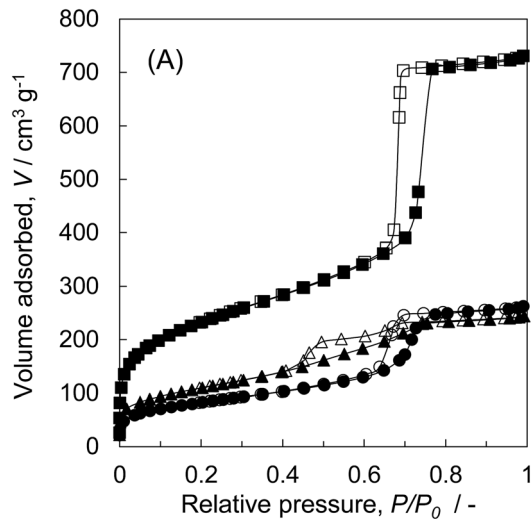 (A)
Volume adsorbed, V / cm³ g⁻¹
800
700
600
500
400
300
200
100
0
0 0.2 0.4 0.6 0.8 1
Relative pressure, P/P₀ / -